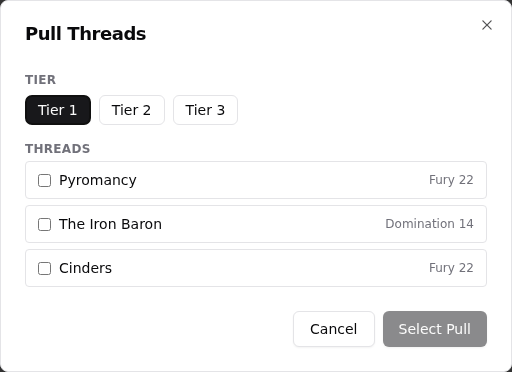 Pull Threads
TIER
Tier 1 Tier 2 Tier 3
THREADS
Pyromancy Fury 22
The Iron Baron Domination 14
Cinders Fury 22
Cancel Select Pull